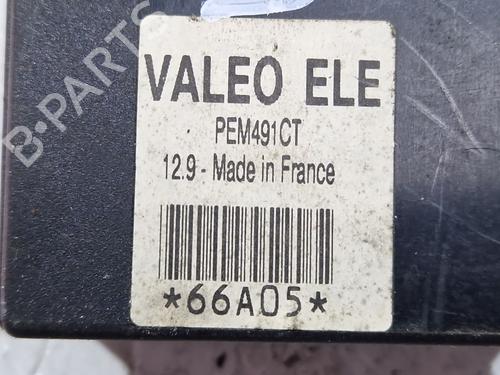 B-PARTS
VALEO ELE
PEM491CT
12.9 - Made in France
*66A05*